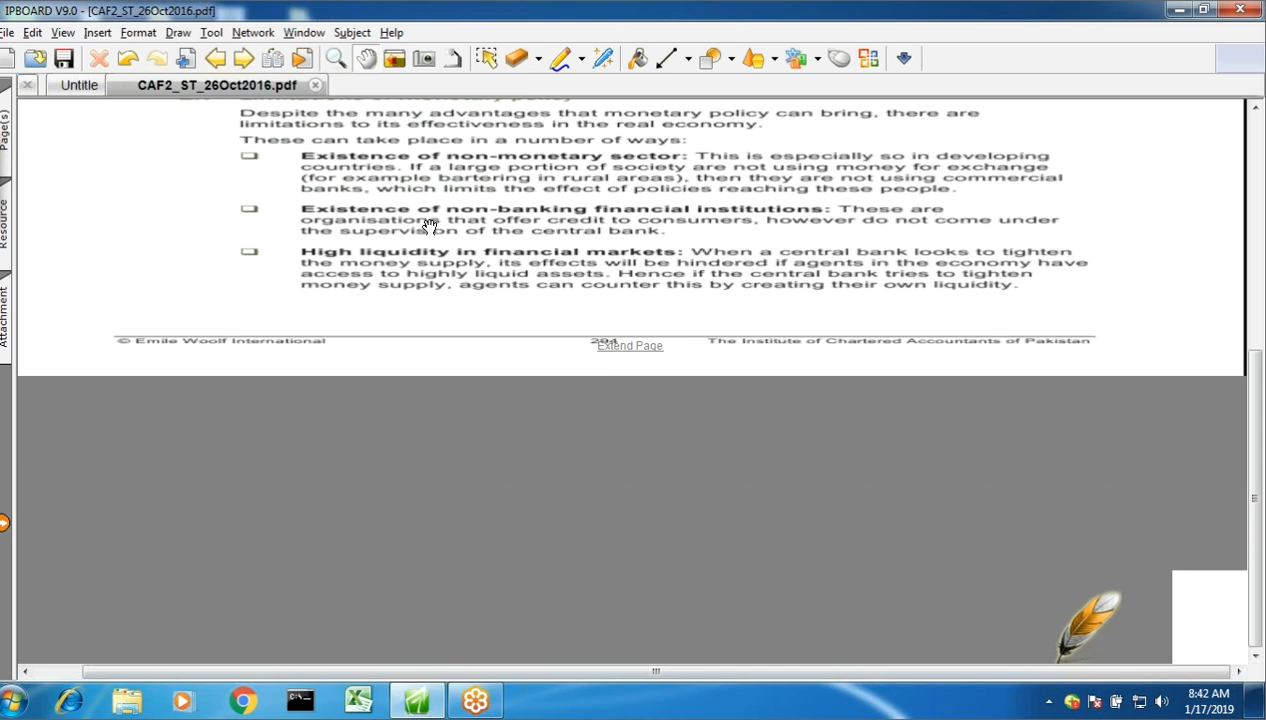 IPBOARD V9.0 - [CAF2_ST_26Oct2016.pdf]
File Edit View Insert Format Draw Tool Network Window Subject Help
Untitle CAF2_ST_26Oct2016.pdf
Despite the many advantages that monetary policy can bring, there are
limitations to its effectiveness in the real economy.
These can take place in a number of ways:
Existence of non-monetary sector: This is especially so in developing
countries. If a large portion of society are not using money for exchange
(for example bartering in rural areas), then they are not using commercial
banks, which limits the effect of policies reaching these people.
Existence of non-banking financial institutions: These are
organisations that offer credit to consumers, however do not come under
the supervision of the central bank.
High liquidity in financial markets: When a central bank looks to tighten
the money supply, its effects will be hindered if agents in the economy have
access to highly liquid assets. Hence if the central bank tries to tighten
money supply, agents can counter this by creating their own liquidity.
© Emile Woolf International The Institute of Chartered Accountants of Pakistan
Extend Page
Page(s)
Resource
Attachment
8:42 AM
1/17/2019